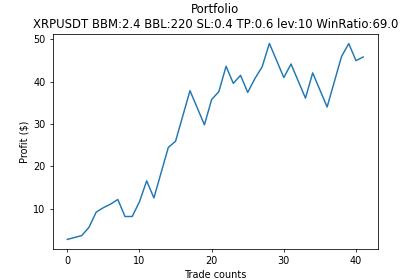 Portfolio
XRPUSDT BBM:2.4 BBL:220 SL:0.4 TP:0.6 lev:10 WinRatio:69.0
50
40
30
20
10
Profit ($)
0 10 20 30 40
Trade counts